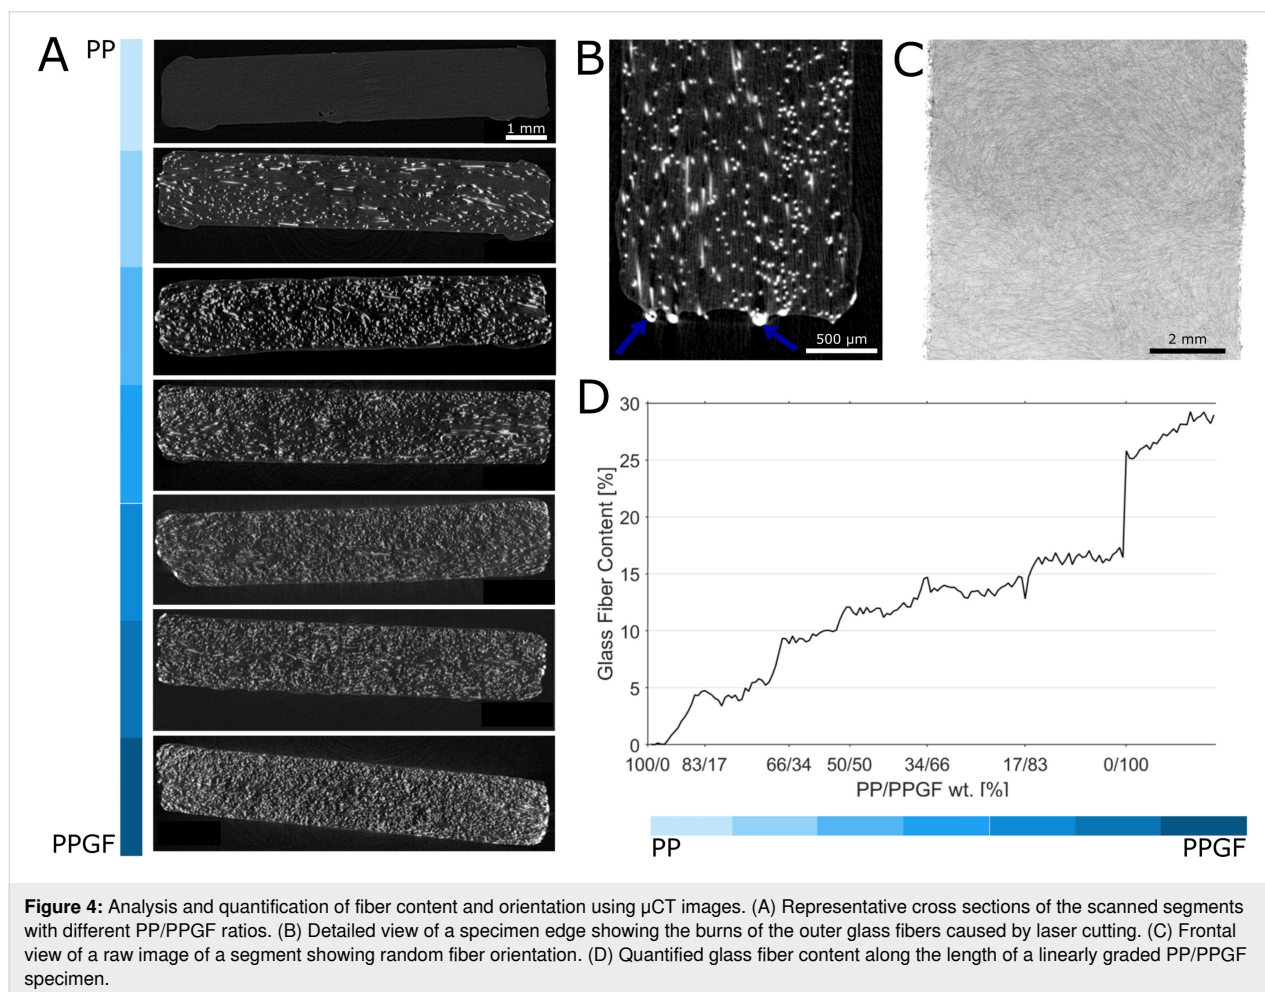 A
PP
1 mm
PPGF
B
500 µm
C
2 mm
D
Glass Fiber Content [%]
30
25
20
15
10
5
0
100/0 83/17 66/34 50/50 34/66 17/83 0/100
PP/PPGF wt. [%]
PP PPGF
Figure 4: Analysis and quantification of fiber content and orientation using µCT images. (A) Representative cross sections of the scanned segments
with different PP/PPGF ratios. (B) Detailed view of a specimen edge showing the burns of the outer glass fibers caused by laser cutting. (C) Frontal
view of a raw image of a segment showing random fiber orientation. (D) Quantified glass fiber content along the length of a linearly graded PP/PPGF
specimen.